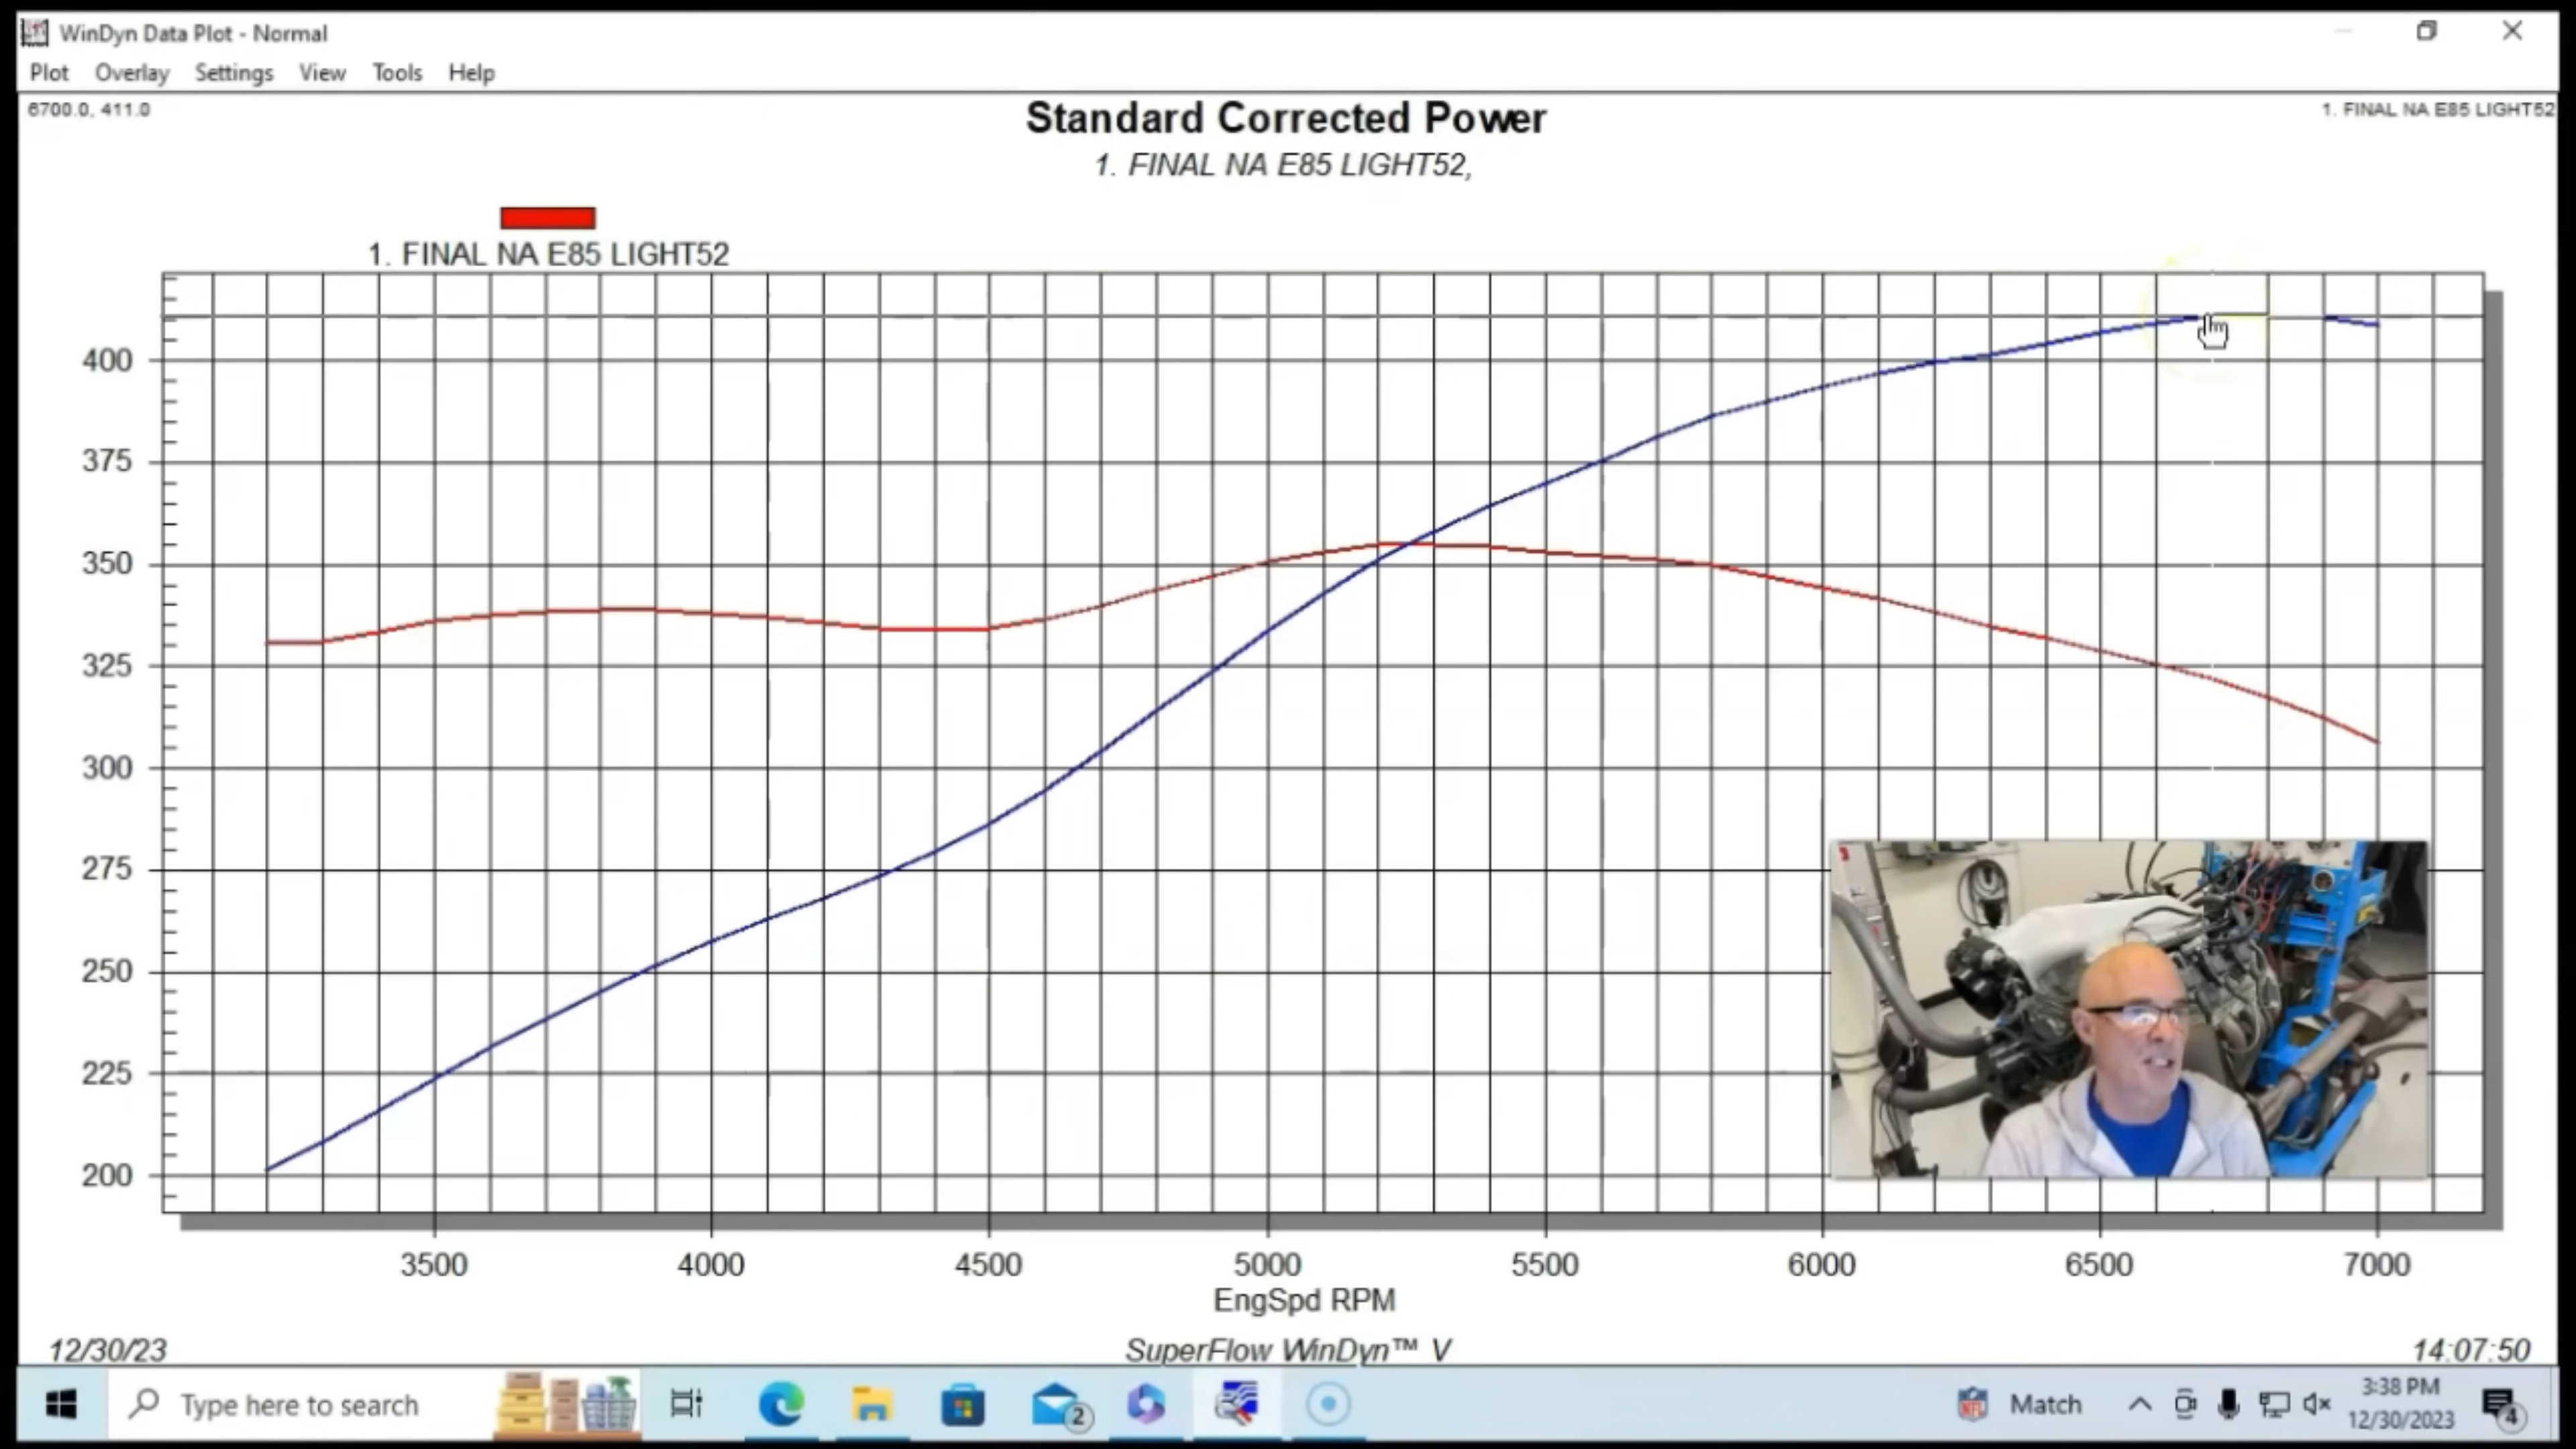 WinDyn Data Plot - Normal
Plot Overlay Settings View Tools Help
6700.0, 411.0
Standard Corrected Power
1. FINAL NA E85 LIGHT52
1. FINAL NA E85 LIGHT52,
1. FINAL NA E85 LIGHT52
400
375
350
325
300
275
250
225
200
3500 4000 4500 5000 5500 6000 6500 7000
EngSpd RPM
12/30/23 SuperFlow WinDyn™ V 14:07:50
Type here to search
2
Match
3:38 PM
12/30/2023
4